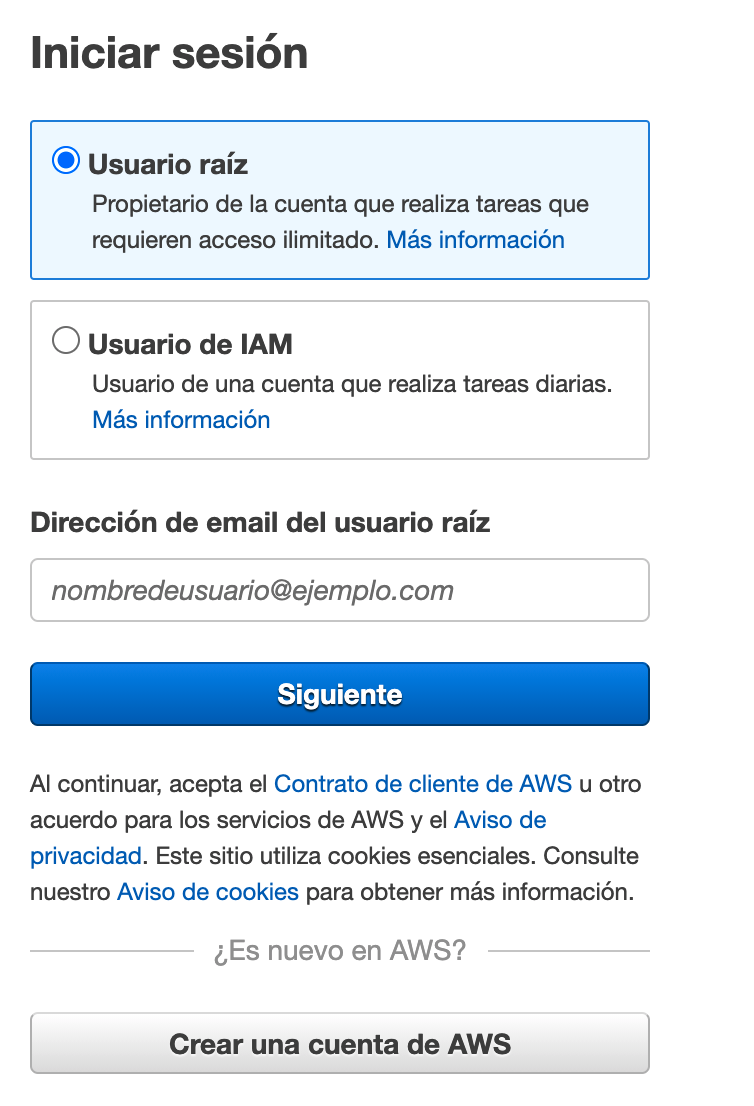 Iniciar sesión
Usuario raíz
Propietario de la cuenta que realiza tareas que
requieren acceso ilimitado. Más información
Usuario de IAM
Usuario de una cuenta que realiza tareas diarias.
Más información
Dirección de email del usuario raíz
nombredeusuario@ejemplo.com
Siguiente
Al continuar, acepta el Contrato de cliente de AWS u otro
acuerdo para los servicios de AWS y el Aviso de
privacidad. Este sitio utiliza cookies esenciales. Consulte
nuestro Aviso de cookies para obtener más información.
¿Es nuevo en AWS?
Crear una cuenta de AWS